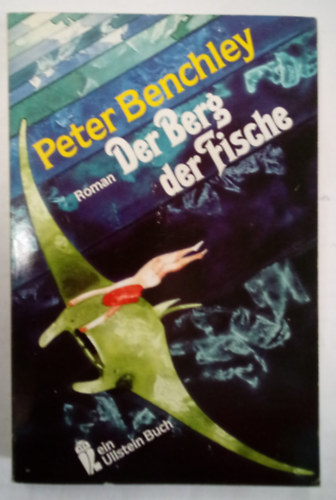 Peter Benchley
Der Berg
der Fische
Roman
ein
Ullstein Buch